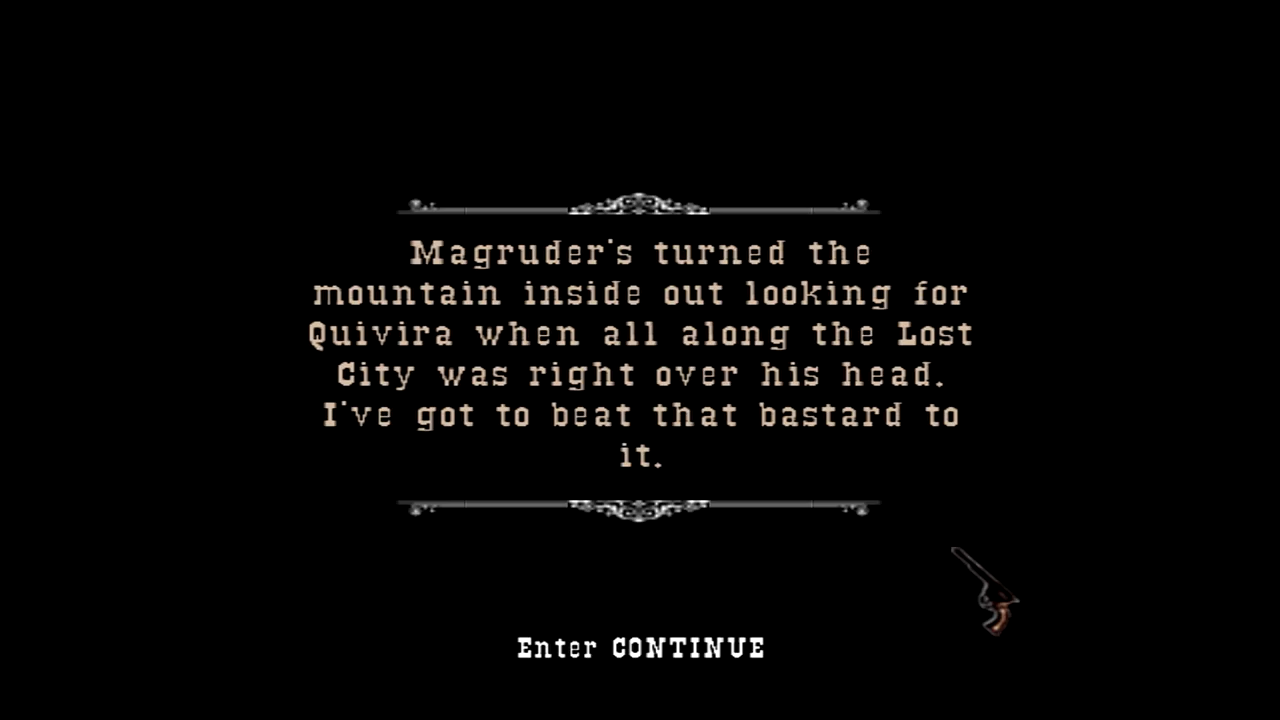 Magruder's turned the
mountain inside out looking for
Quivira when all along the Lost
City was right over his head.
I've got to beat that bastard to
it.
Enter CONTINUE